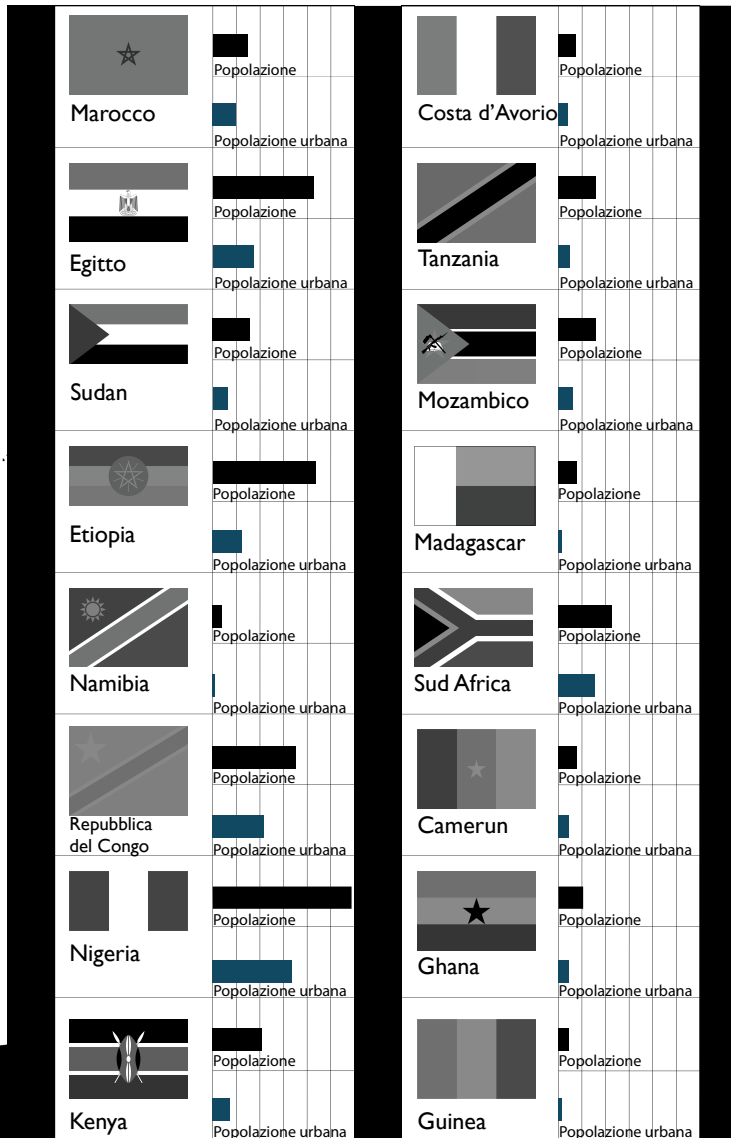 Marocco
Popolazione
Popolazione urbana
Egitto
Popolazione
Popolazione urbana
Sudan
Popolazione
Popolazione urbana
Etiopia
Popolazione
Popolazione urbana
Namibia
Popolazione
Popolazione urbana
Repubblica
del Congo
Popolazione
Popolazione urbana
Nigeria
Popolazione
Popolazione urbana
Kenya
Popolazione
Popolazione urbana
Costa d'Avorio
Popolazione
Popolazione urbana
Tanzania
Popolazione
Popolazione urbana
Mozambico
Popolazione
Popolazione urbana
Madagascar
Popolazione
Popolazione urbana
Sud Africa
Popolazione
Popolazione urbana
Camerun
Popolazione
Popolazione urbana
Ghana
Popolazione
Popolazione urbana
Guinea
Popolazione
Popolazione urbana